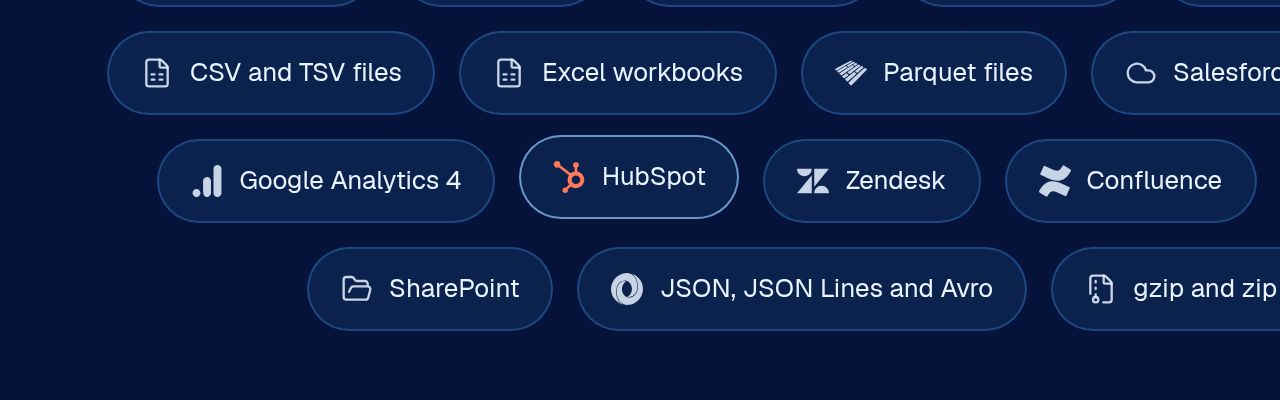 CSV and TSV files Excel workbooks Parquet files
Google Analytics 4 HubSpot Zendesk Confluence
SharePoint JSON, JSON Lines and Avro gzip and zip